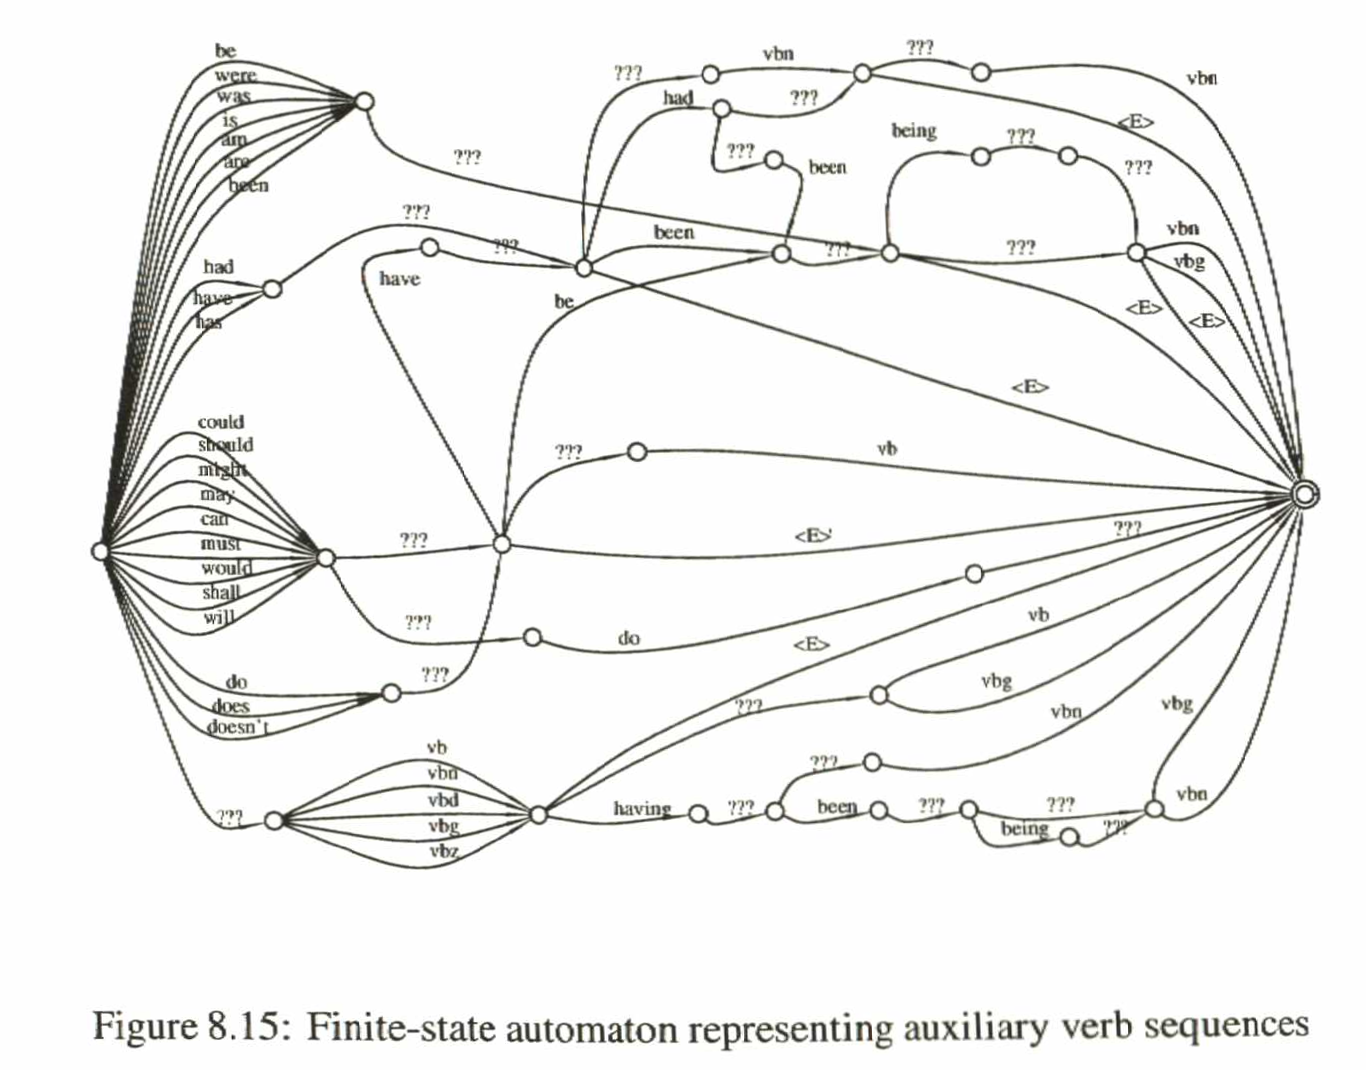 be
were
was
is
am
are
been
???
had
have
has
???
have
???
could
should
might
may
can
must
would
shall
will
???
???
do
do
does
doesn't
???
???
vb
vbn
vbd
vbg
vbz
???
vbn
???
vbn
had
???
<E>
???
been
being
???
???
been
???
???
vbn
vbg
<E>
<E>
be
<E>
???
vb
<E>
???
<E>
vb
???
vbg
vbn
vbg
???
having
???
been
???
???
being
???
vbn
Figure 8.15: Finite-state automaton representing auxiliary verb sequences